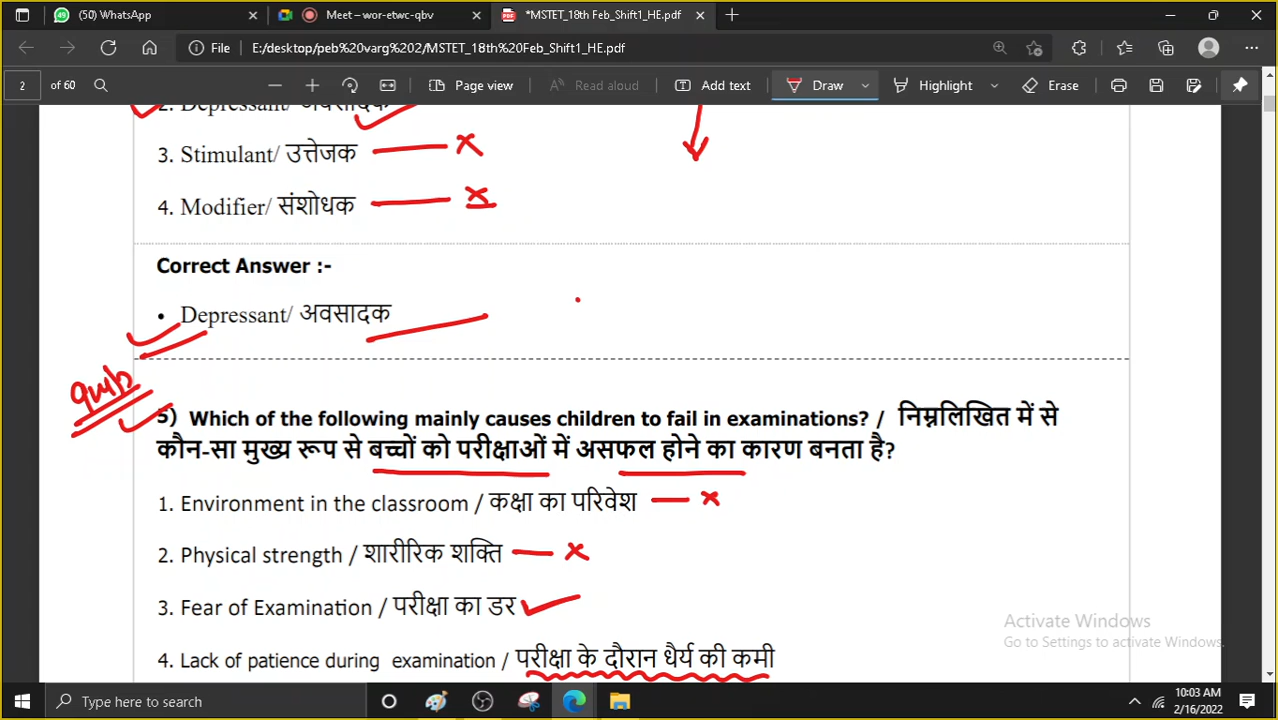 (50) WhatsApp
Meet – wor-etwc-qbv
*MSTET_18th Feb_Shift1_HE.pdf
File
E:/desktop/peb%20varg%202/MSTET_18th%20Feb_Shift1_HE.pdf
2 of 60
Page view
Read aloud
Add text
Draw
Highlight
Erase
2. Depressant/ अवसादक
3. Stimulant/ उत्तेजक
4. Modifier/ संशोधक
Correct Answer :-
• Depressant/ अवसादक
5) Which of the following mainly causes children to fail in examinations? / निम्नलिखित में से
कौन-सा मुख्य रूप से बच्चों को परीक्षाओं में असफल होने का कारण बनता है?
1. Environment in the classroom / कक्षा का परिवेश
2. Physical strength / शारीरिक शक्ति
3. Fear of Examination / परीक्षा का डर
4. Lack of patience during examination / परीक्षा के दौरान धैर्य की कमी
Activate Windows
Go to Settings to activate Windows.
Type here to search
10:03 AM
2/16/2022